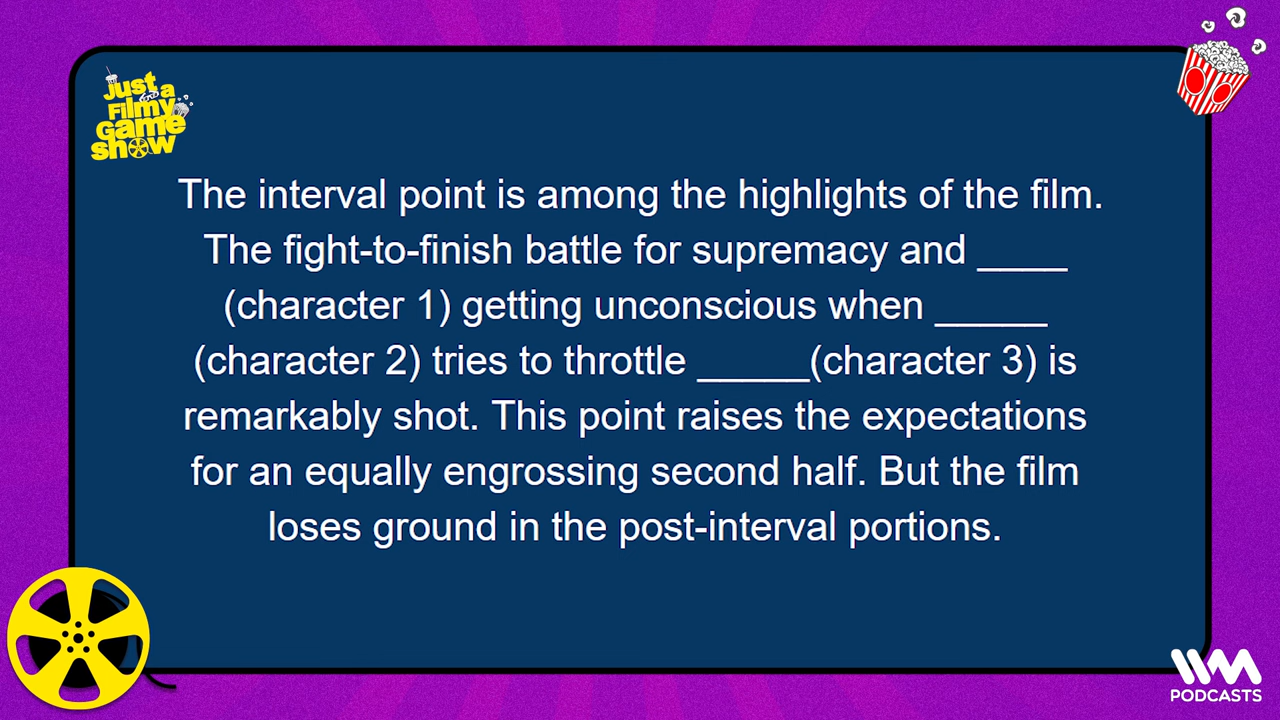 Just
a
Filmy
Game
show
The interval point is among the highlights of the film.
The fight-to-finish battle for supremacy and ____
(character 1) getting unconscious when _____
(character 2) tries to throttle _____(character 3) is
remarkably shot. This point raises the expectations
for an equally engrossing second half. But the film
loses ground in the post-interval portions.
IVM
PODCASTS